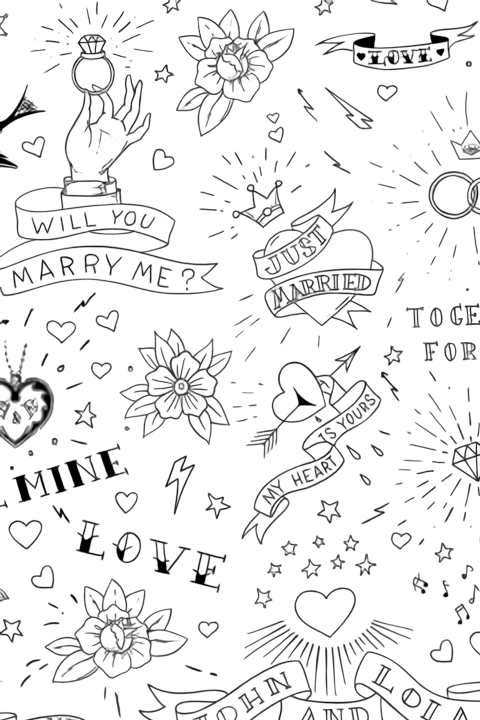 LOVE
WILL YOU
MARRY ME?
JUST
MARRIED
TOGE
FOR
IS YOURS
MY HEART
MINE
LOVE
JOHN
AND
LOLA